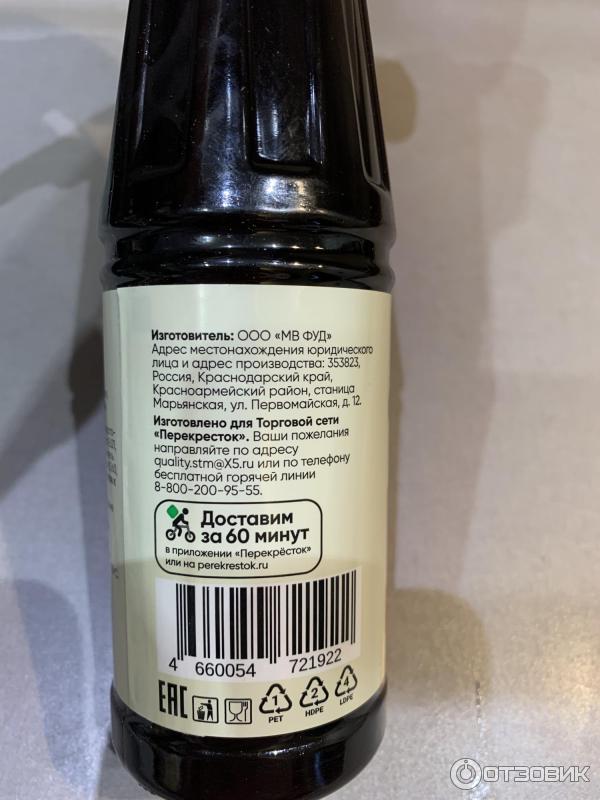 Изготовитель: ООО «МВ ФУД»
Адрес местонахождения юридического
лица и адрес производства: 353823,
Россия, Краснодарский край,
Красноармейский район, станица
Марьянская, ул. Первомайская, д. 12.
Изготовлено для Торговой сети
«Перекресток». Ваши пожелания
направляйте по адресу
quality.stm@X5.ru или по телефону
бесплатной горячей линии
8-800-200-95-55.
Доставим
за 60 минут
в приложении «Перекрёсток»
или на perekrestok.ru
4 660054 721922
EAC
1 2 4
PET HDPE LDPE
ОТЗОВИК